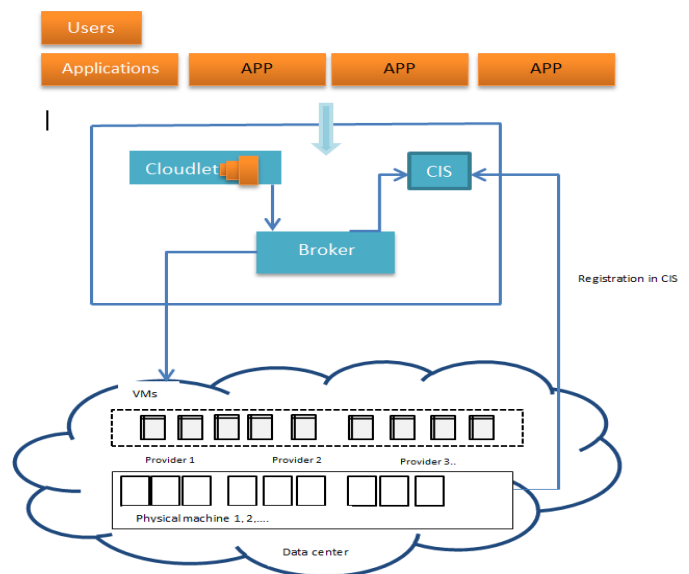 Users
Applications APP APP APP
Cloudlet
CIS
Broker
Registration in CIS
VMs
Provider 1 Provider 2 Provider 3..
Physical machine 1, 2,....
Data center